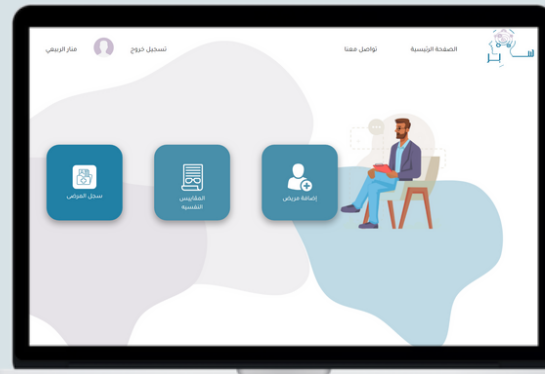 الصفحة الرئيسية
تواصل معنا
تسجيل خروج
منار الربيعي
إضافة مريض
المقاييس
النفسيه
سجل المرضى